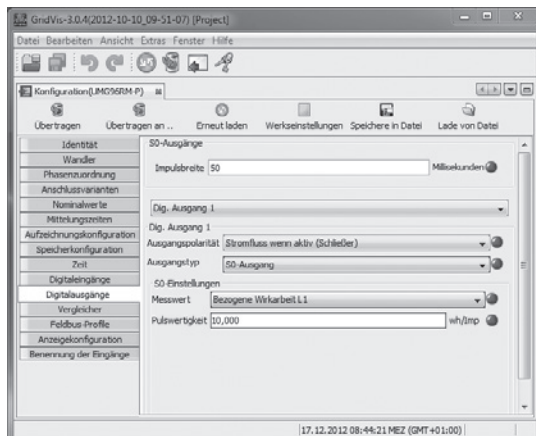 GridVis-3.0.4(2012-10-10_09-51-07) [Project]
Datei Bearbeiten Ansicht Extras Fenster Hilfe
Konfiguration(UMG96RM-P)
Übertragen Übertragen an .. Erneut laden Werkseinstellungen Speichere in Datei Lade von Datei
Identität
Wandler
Phasenzuordnung
Anschlussvarianten
Nominalwerte
Mittelungszeiten
Aufzeichnungskonfiguration
Speicherkonfiguration
Zeit
Digitaleingänge
Digitalausgänge
Vergleicher
Feldbus-Profile
Anzeigekonfiguration
Benennung der Eingänge
S0-Ausgänge
Impulsbreite 50 Millisekunden
Dig. Ausgang 1
Dig. Ausgang 1
Ausgangspolarität Stromfluss wenn aktiv (Schließer)
Ausgangstyp S0-Ausgang
S0-Einstellungen
Messwert Bezogene Wirkarbeit L1
Pulswertigkeit 10,000 wh/Imp
17.12.2012 08:44:21 MEZ (GMT+01:00)